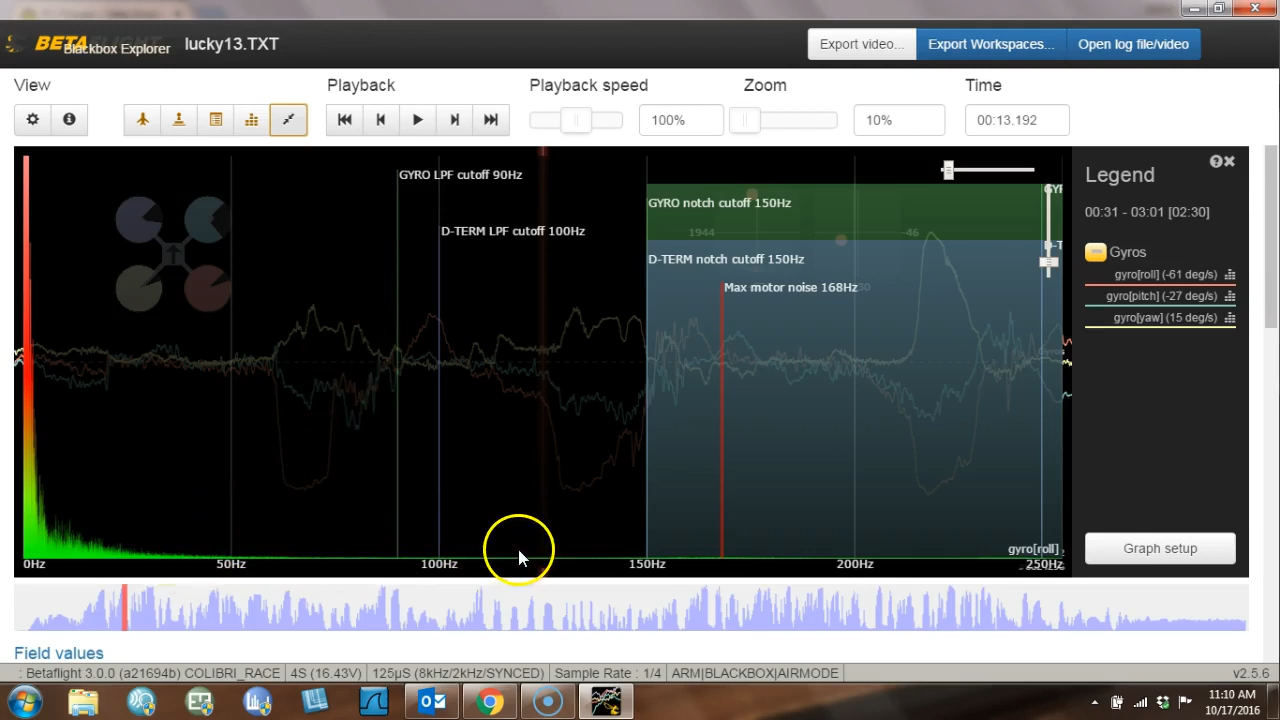 BETAFLIGHT
Blackbox Explorer
lucky13.TXT
Export video...
Export Workspaces...
Open log file/video
View
Playback
Playback speed
Zoom
Time
100%
10%
00:13.192
GYRO LPF cutoff 90Hz
D-TERM LPF cutoff 100Hz
GYRO notch cutoff 150Hz
1944
-46
D-TERM notch cutoff 150Hz
Max motor noise 168Hz
gyro[roll]
0Hz
50Hz
100Hz
150Hz
200Hz
250Hz
Legend
00:31 - 03:01 [02:30]
Gyros
gyro[roll] (-61 deg/s)
gyro[pitch] (-27 deg/s)
gyro[yaw] (15 deg/s)
Graph setup
Field values
: Betaflight 3.0.0 (a21694b) COLIBRI_RACE
4S (16.43V)
125µS (8kHz/2kHz/SYNCED)
Sample Rate : 1/4
ARM|BLACKBOX|AIRMODE
v2.5.6
11:10 AM
10/17/2016